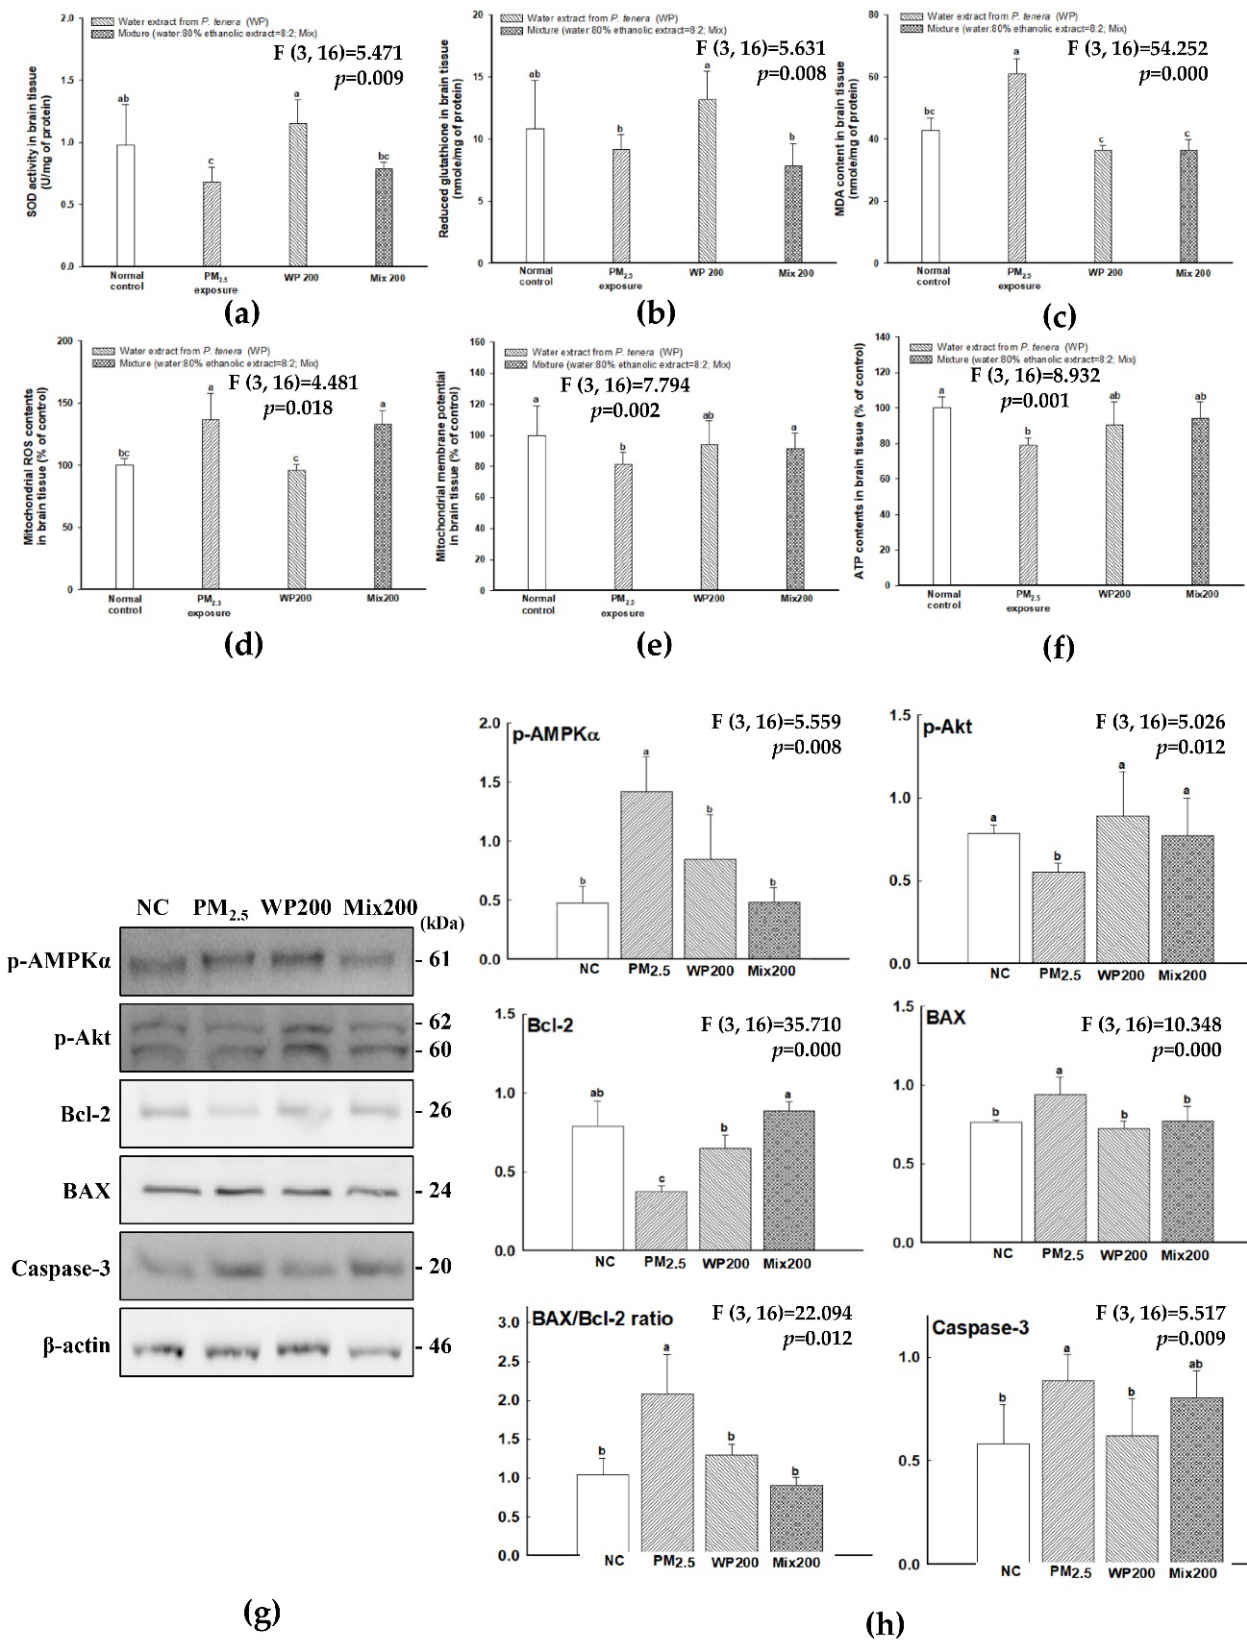 2.0
1.5
1.0
0.5
0.0
SOD activity in brain tissue
(U/mg of protein)
Water extract from P. tenera (WP)
Mixture (water:80% ethanolic extract=8:2; Mix)
F (3, 16)=5.471
p=0.009
ab
c
a
bc
Normal control
PM2.5 exposure
WP 200
Mix 200
(a)
20
15
10
5
0
Reduced glutathione in brain tissue
(nmole/mg of protein)
Water extract from P. tenera (WP)
Mixture (water:80% ethanolic extract=8:2; Mix)
F (3, 16)=5.631
p=0.008
ab
b
a
b
Normal control
PM2.5 exposure
WP 200
Mix 200
(b)
80
60
40
20
0
MDA content in brain tissue
(nmole/mg of protein)
Water extract from P. tenera (WP)
Mixture (water:80% ethanolic extract=8:2; Mix)
F (3, 16)=54.252
p=0.000
bc
a
c
c
Normal control
PM2.5 exposure
WP 200
Mix 200
(c)
200
150
100
50
0
Mitochondrial ROS contents
in brain tissue (% of control)
Water extract from P. tenera (WP)
Mixture (water:80% ethanolic extract=8:2; Mix)
F (3, 16)=4.481
p=0.018
bc
a
c
a
Normal control
PM2.5 exposure
WP200
Mix200
(d)
160
140
120
100
80
60
40
20
0
Mitochondrial membrane potential
in brain tissue (% of control)
Water extract from P. tenera (WP)
Mixture (water:80% ethanolic extract=8:2; Mix)
F (3, 16)=7.794
p=0.002
a
b
ab
a
Normal control
PM2.5 exposure
WP200
Mix200
(e)
140
120
100
80
60
40
20
0
ATP contents in brain tissue (% of control)
Water extract from P. tenera (WP)
Mixture (water:80% ethanolic extract=8:2; Mix)
F (3, 16)=8.932
p=0.001
a
b
ab
ab
Normal control
PM2.5 exposure
WP200
Mix200
(f)
NC PM2.5 WP200 Mix200
(kDa)
p-AMPKα - 61
p-Akt - 62
- 60
Bcl-2 - 26
BAX - 24
Caspase-3 - 20
β-actin - 46
(g)
p-AMPKα
F (3, 16)=5.559
p=0.008
2.0
1.5
1.0
0.5
0.0
b
a
b
b
NC PM2.5 WP200 Mix200
p-Akt
F (3, 16)=5.026
p=0.012
1.5
1.0
0.5
0.0
a
b
a
a
NC PM2.5 WP200 Mix200
Bcl-2
F (3, 16)=35.710
p=0.000
1.5
1.0
0.5
0.0
ab
c
b
a
NC PM2.5 WP200 Mix200
BAX
F (3, 16)=10.348
p=0.000
1.5
1.0
0.5
0.0
b
a
b
b
NC PM2.5 WP200 Mix200
BAX/Bcl-2 ratio
F (3, 16)=22.094
p=0.012
3.0
2.5
2.0
1.5
1.0
0.5
0.0
b
a
b
b
NC PM2.5 WP200 Mix200
Caspase-3
F (3, 16)=5.517
p=0.009
1.0
0.5
0.0
b
a
b
ab
NC PM2.5 WP200 Mix200
(h)